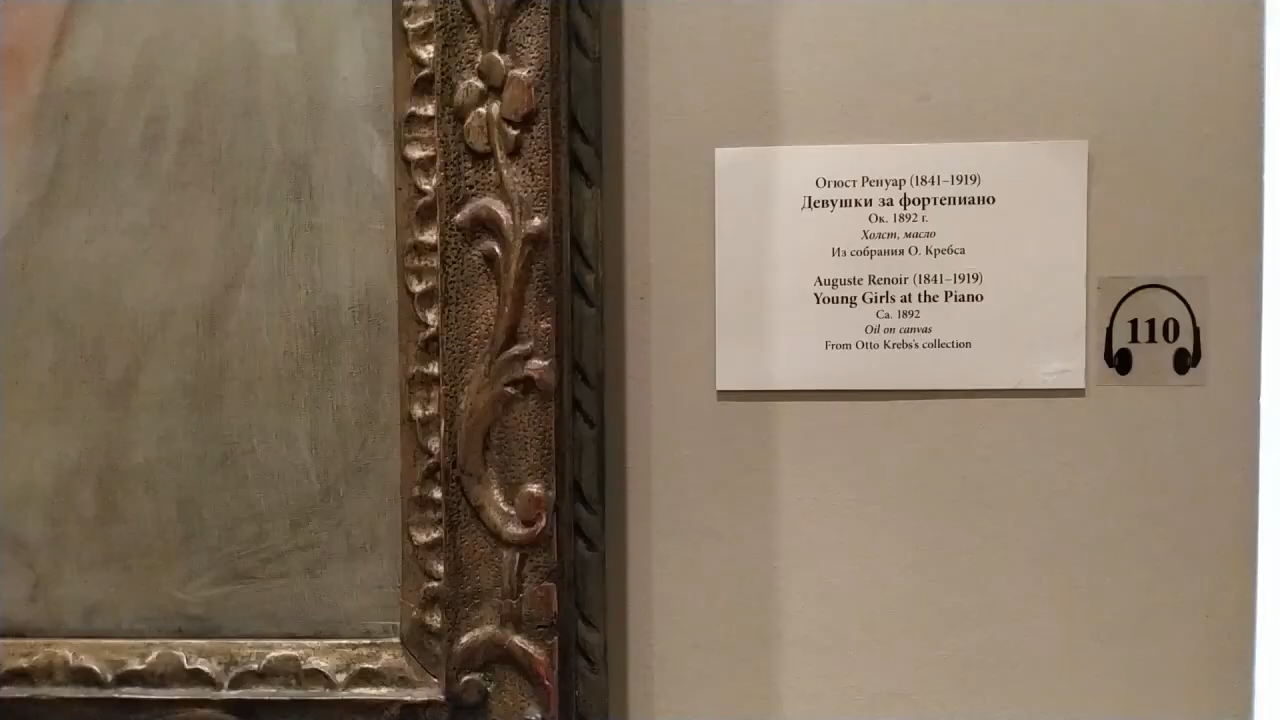 Огюст Ренуар (1841–1919)
Девушки за фортепиано
Ок. 1892 г.
Холст, масло
Из собрания О. Кребса
Auguste Renoir (1841–1919)
Young Girls at the Piano
Ca. 1892
Oil on canvas
From Otto Krebs's collection
110